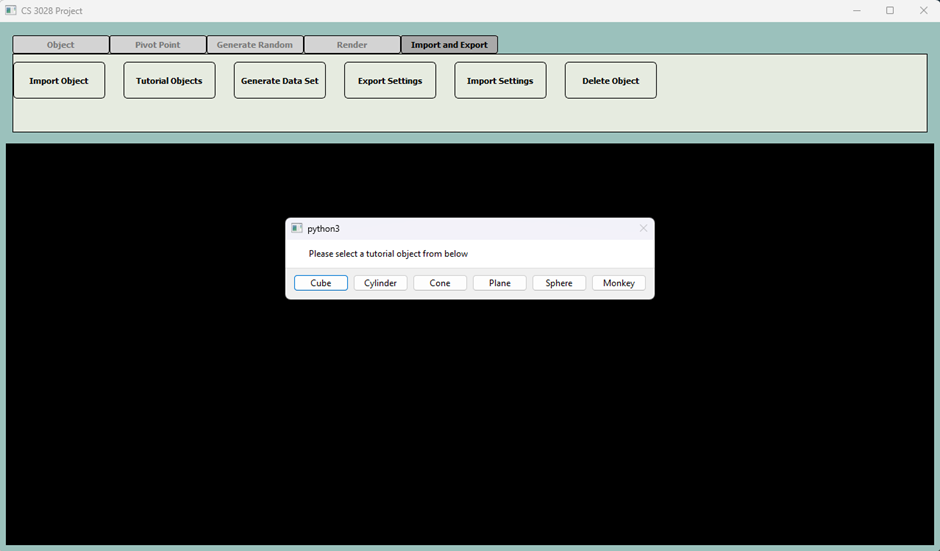 CS 3028 Project
Object Pivot Point Generate Random Render Import and Export
Import Object Tutorial Objects Generate Data Set Export Settings Import Settings Delete Object
python3
Please select a tutorial object from below
Cube Cylinder Cone Plane Sphere Monkey